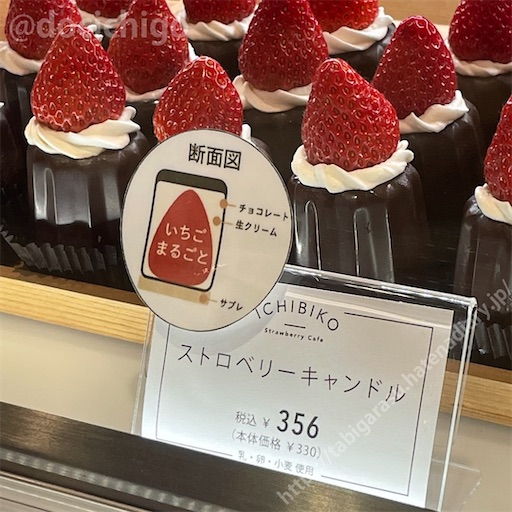 断面図
チョコレート
生クリーム
いちご
まるごと
サブレ
ICHIBIKO
Strawberry Cafe
ストロベリーキャンドル
税込 ¥ 356
(本体価格 ¥330)
乳・卵・小麦 使用